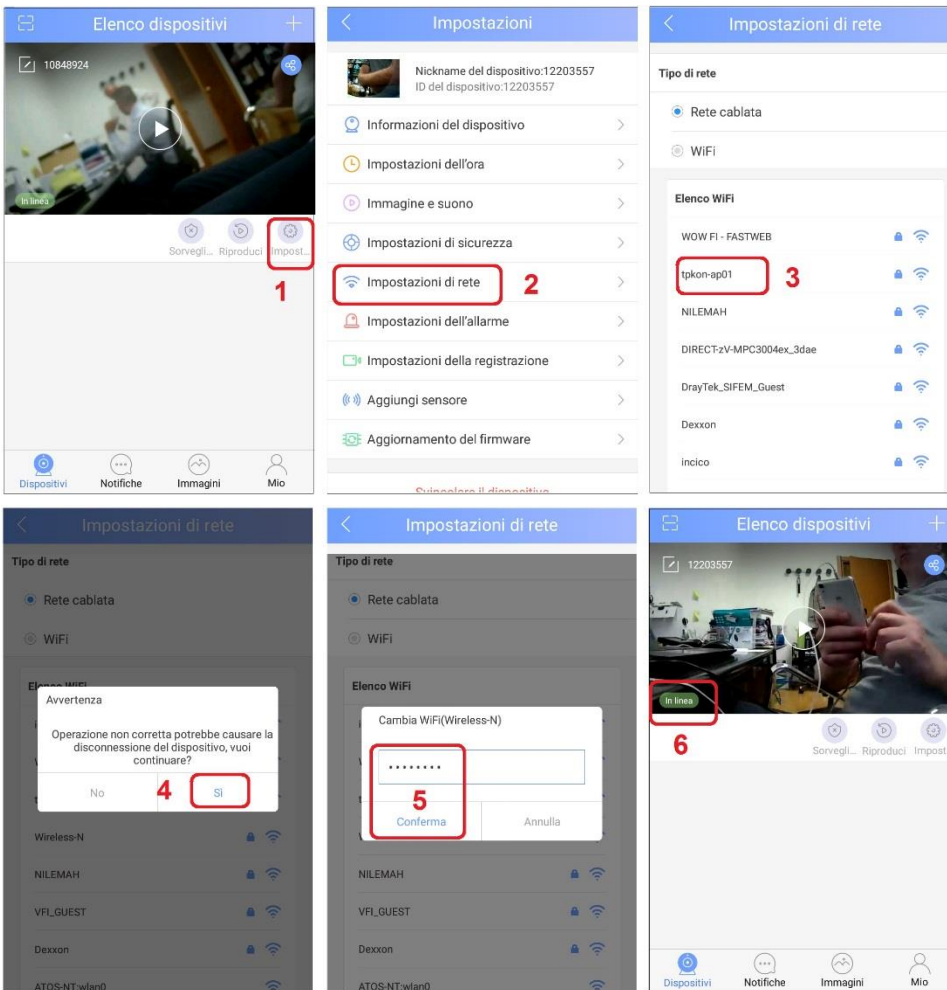 Elenco dispositivi
10848924
In linea
Sorvegli... Riproduci Impost...
1
Dispositivi Notifiche Immagini Mio
Impostazioni
Nickname del dispositivo:12203557
ID del dispositivo:12203557
Informazioni del dispositivo
Impostazioni dell'ora
Immagine e suono
Impostazioni di sicurezza
Impostazioni di rete 2
Impostazioni dell'allarme
Impostazioni della registrazione
Aggiungi sensore
Aggiornamento del firmware
Svincolare il dispositivo
Impostazioni di rete
Tipo di rete
Rete cablata
WiFi
Elenco WiFi
WOW FI - FASTWEB
tpkon-ap01 3
NILEMAH
DIRECT-zV-MPC3004ex_3dae
DrayTek_SIFEM_Guest
Dexxon
incico
Impostazioni di rete
Tipo di rete
Rete cablata
WiFi
Elenco WiFi
Avvertenza
Operazione non corretta potrebbe causare la
disconnessione del dispositivo, vuoi
continuare?
No 4 Sì
Wireless-N
NILEMAH
VFI_GUEST
Dexxon
ATOS-NT:wlan0
Impostazioni di rete
Tipo di rete
Rete cablata
WiFi
Elenco WiFi
Cambia WiFi(Wireless-N)
........
5
Conferma Annulla
NILEMAH
VFI_GUEST
Dexxon
ATOS-NT:wlan0
Elenco dispositivi
12203557
In linea
6
Sorvegli... Riproduci Impost
Dispositivi Notifiche Immagini Mio